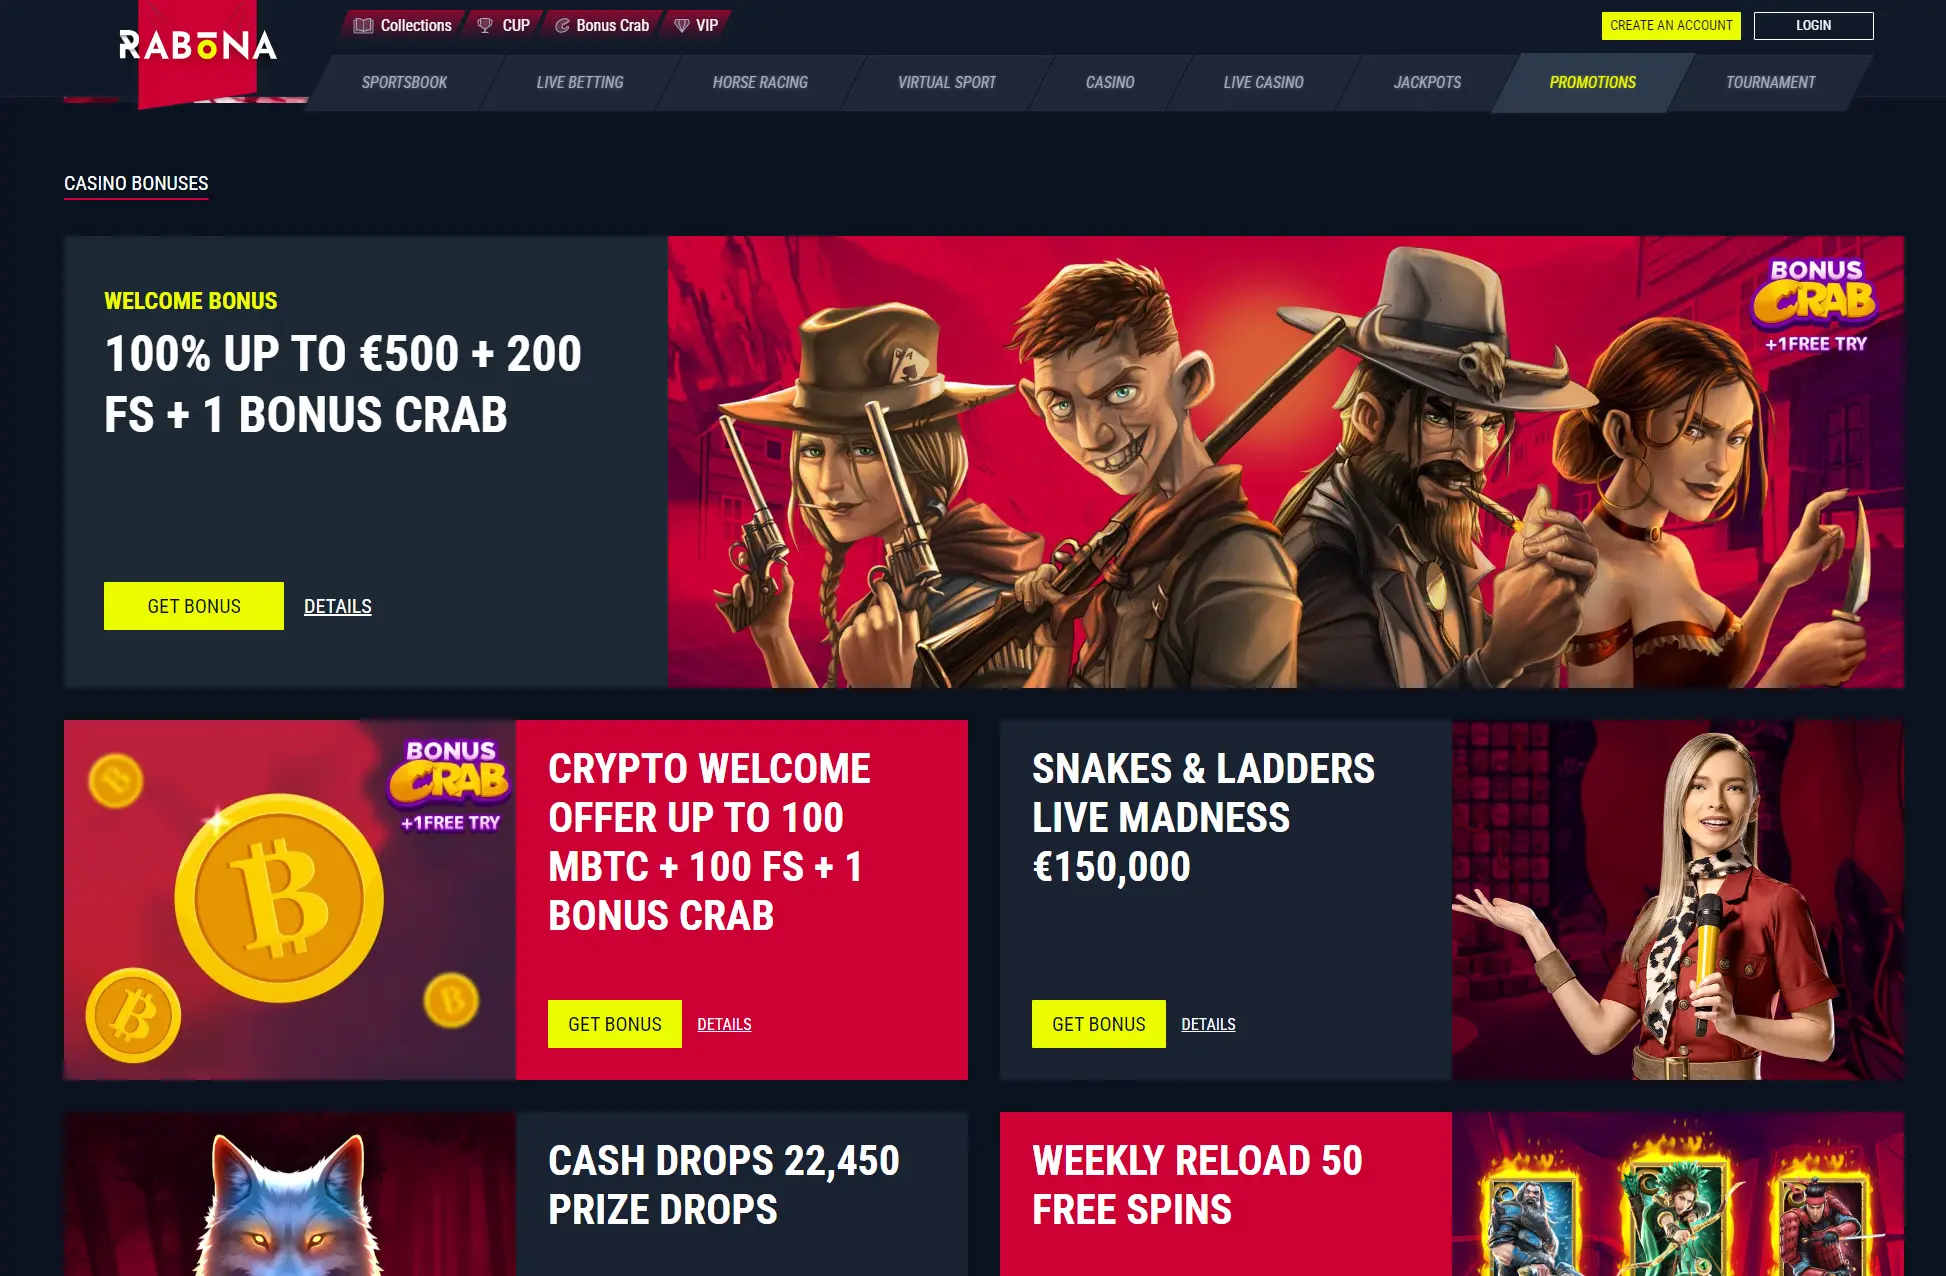 RABONA
Collections
CUP
Bonus Crab
VIP
CREATE AN ACCOUNT
LOGIN
SPORTSBOOK
LIVE BETTING
HORSE RACING
VIRTUAL SPORT
CASINO
LIVE CASINO
JACKPOTS
PROMOTIONS
TOURNAMENT
CASINO BONUSES
WELCOME BONUS
100% UP TO €500 + 200
FS + 1 BONUS CRAB
GET BONUS
DETAILS
BONUS
CRAB
+1FREE TRY
BONUS
CRAB
+1FREE TRY
CRYPTO WELCOME
OFFER UP TO 100
MBTC + 100 FS + 1
BONUS CRAB
GET BONUS
DETAILS
SNAKES & LADDERS
LIVE MADNESS
€150,000
GET BONUS
DETAILS
CASH DROPS 22,450
PRIZE DROPS
WEEKLY RELOAD 50
FREE SPINS